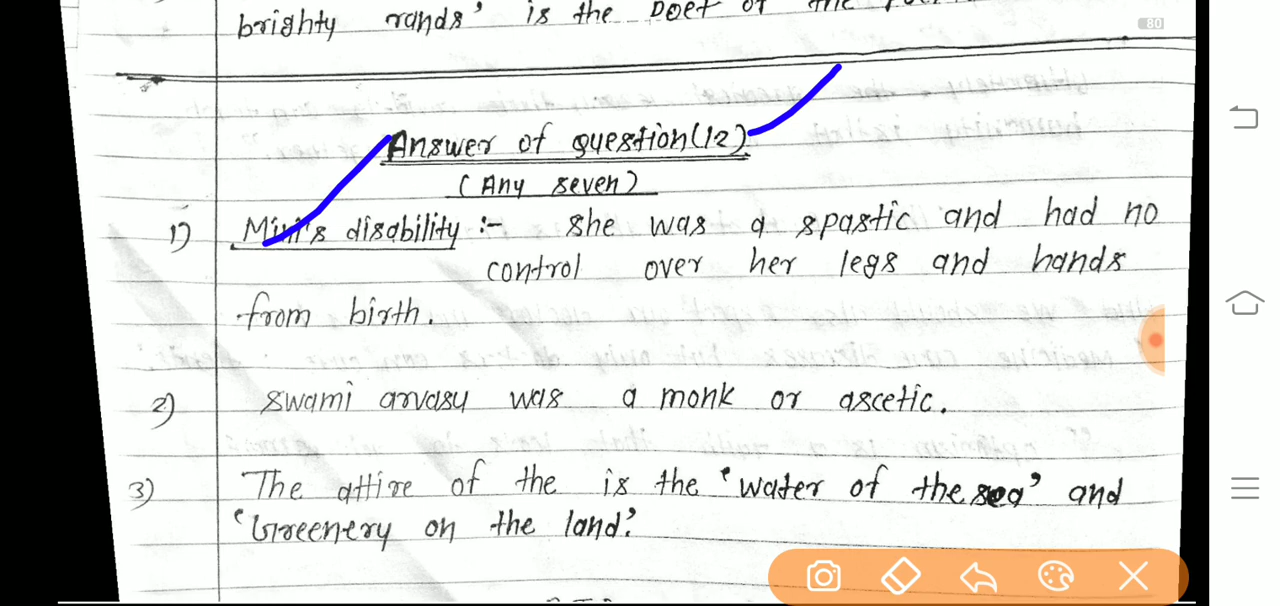 brighty rands' is the poet of the
80
Answer of question(12)
(Any seven)
1) Mini's disability :- she was a spastic and had no
control over her legs and hands
from birth.
2) swami arvasu was a monk or ascetic.
3) The attire of the is the 'water of the sea' and
'Greenery on the land'.